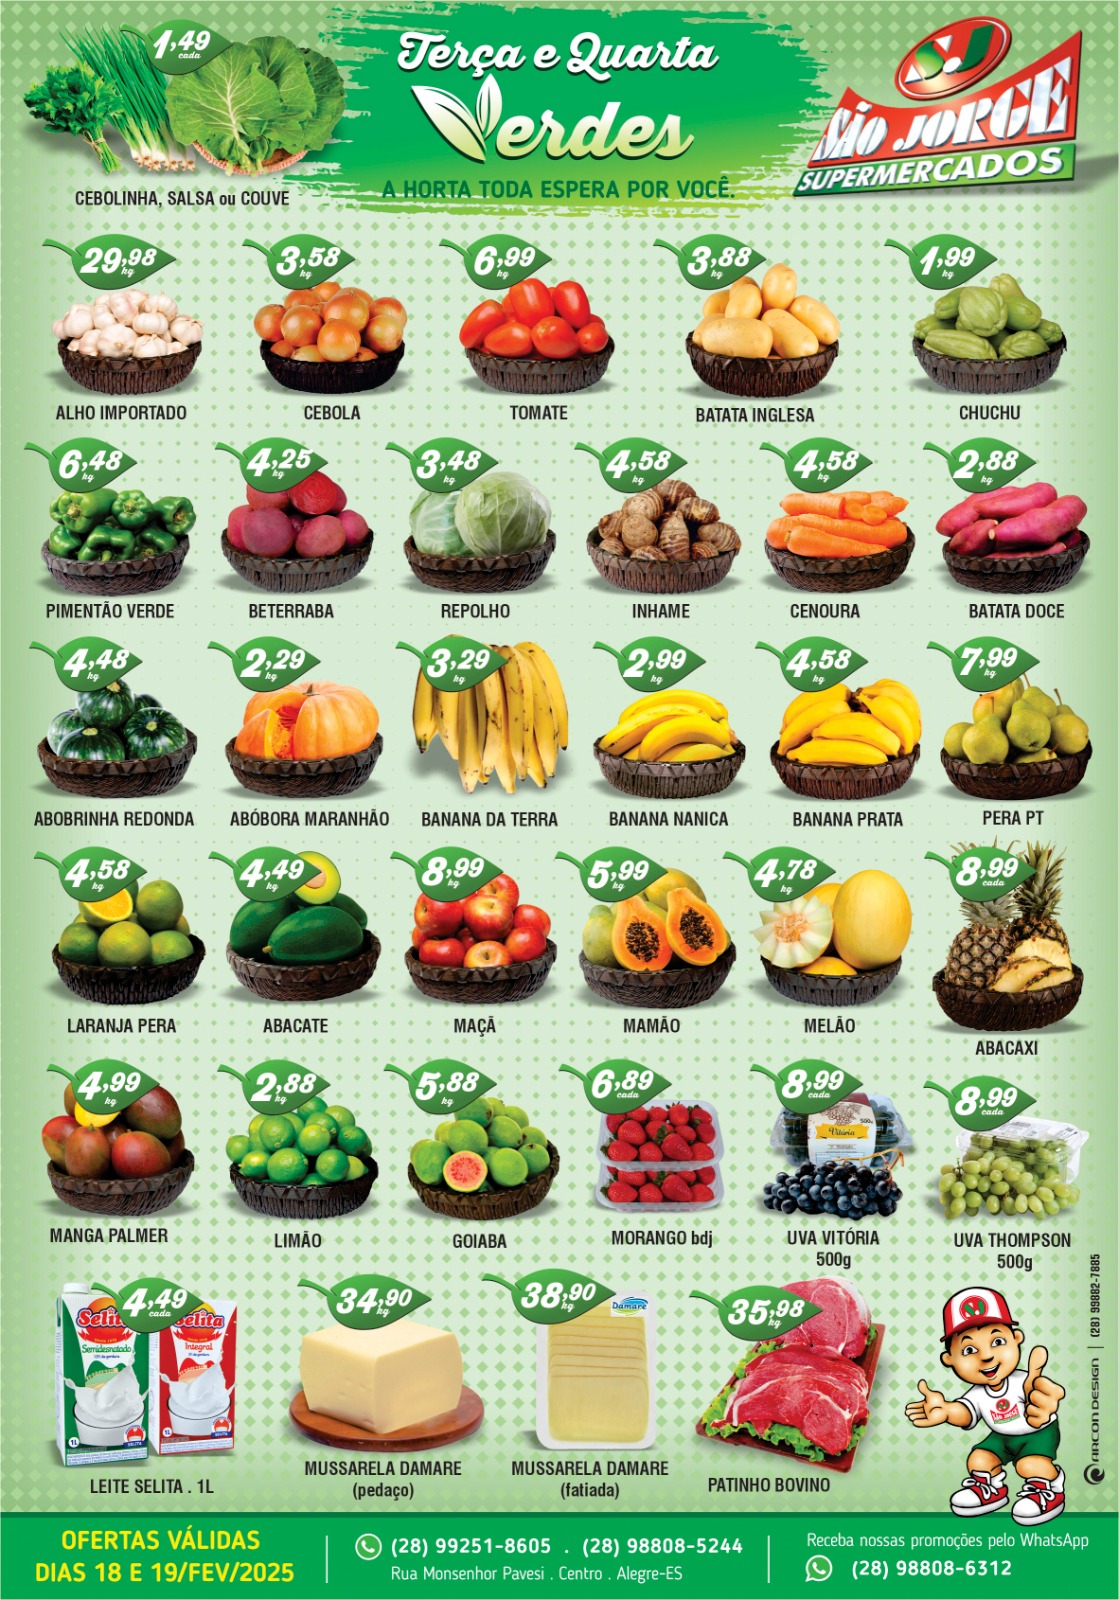 1,49
cada
CEBOLINHA, SALSA ou COUVE
Terça e Quarta
Verdes
A HORTA TODA ESPERA POR VOCÊ.
SJ
SÃO JORGE
SUPERMERCADOS
29,98
kg
ALHO IMPORTADO
3,58
kg
CEBOLA
6,99
kg
TOMATE
3,88
kg
BATATA INGLESA
1,99
kg
CHUCHU
6,48
kg
PIMENTÃO VERDE
4,25
kg
BETERRABA
3,48
kg
REPOLHO
4,58
kg
INHAME
4,58
kg
CENOURA
2,88
kg
BATATA DOCE
4,48
kg
ABOBRINHA REDONDA
2,29
kg
ABÓBORA MARANHÃO
3,29
kg
BANANA DA TERRA
2,99
kg
BANANA NANICA
4,58
kg
BANANA PRATA
7,99
kg
PERA PT
4,58
kg
LARANJA PERA
4,49
kg
ABACATE
8,99
kg
MAÇÃ
5,99
kg
MAMÃO
4,78
kg
MELÃO
8,99
cada
ABACAXI
4,99
kg
MANGA PALMER
2,88
kg
LIMÃO
5,88
kg
GOIABA
6,89
cada
MORANGO bdj
8,99
cada
Vitória
500g
UVA VITÓRIA
500g
8,99
cada
UVA THOMPSON
500g
4,49
cada
Selita
Semidesnatado
1L
SELITA
Selita
Integral
1L
SELITA
LEITE SELITA . 1L
34,90
kg
MUSSARELA DAMARE
(pedaço)
38,90
kg
Damare
MUSSARELA DAMARE
(fatiada)
35,98
kg
PATINHO BOVINO
SJ
SÃO JORGE
ARCON DESIGN | (28) 99882-7885
OFERTAS VÁLIDAS
DIAS 18 E 19/FEV/2025
(28) 99251-8605 . (28) 98808-5244
Rua Monsenhor Pavesi . Centro . Alegre-ES
Receba nossas promoções pelo WhatsApp
(28) 98808-6312